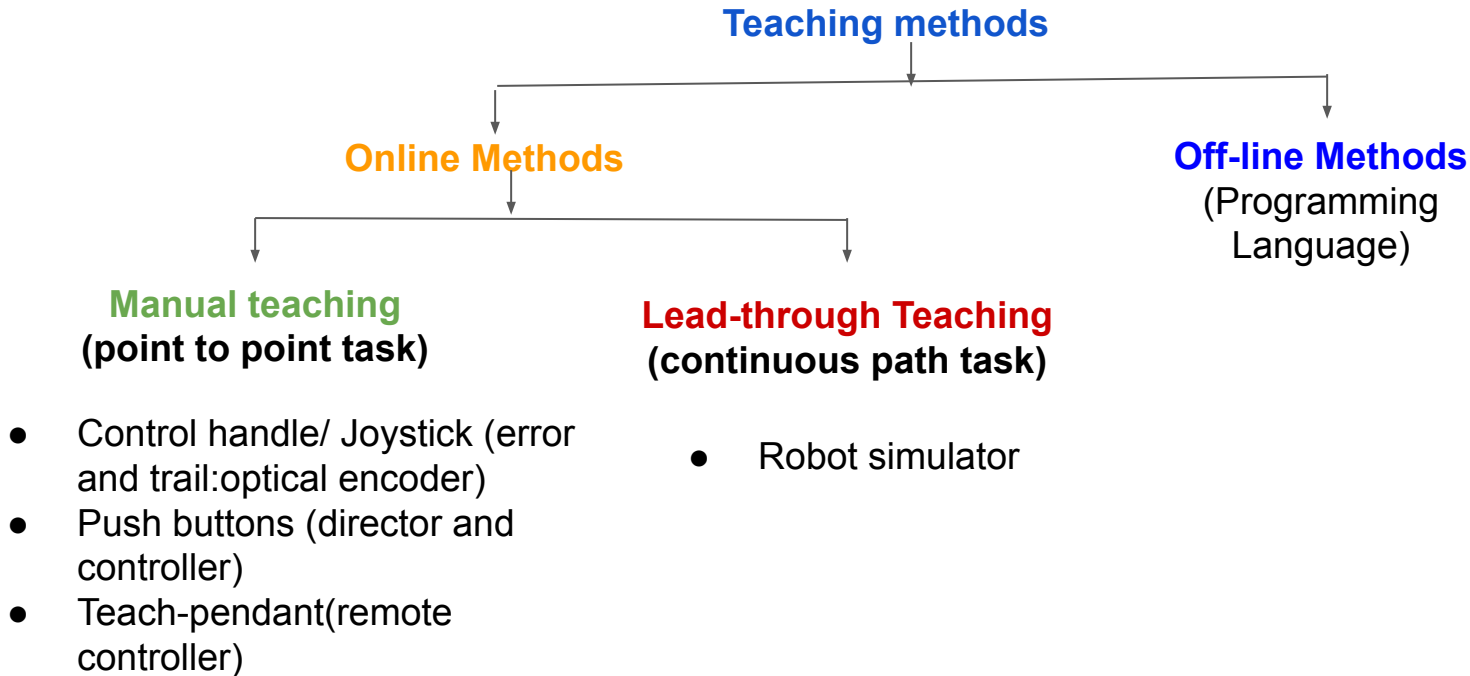 Teaching methods
Online Methods
Off-line Methods
(Programming
Language)
Manual teaching
(point to point task)
Lead-through Teaching
(continuous path task)
● Control handle/ Joystick (error
and trail:optical encoder)
● Push buttons (director and
controller)
● Teach-pendant(remote
controller)
● Robot simulator